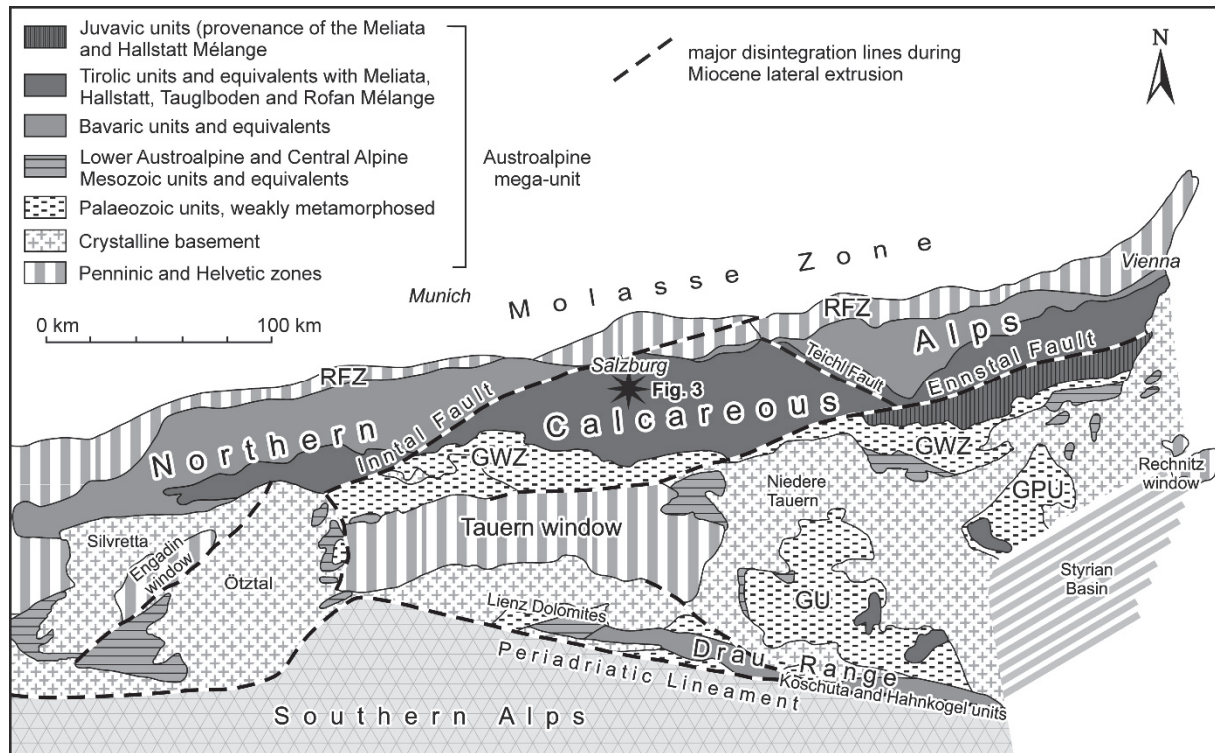 Juvavic units (provenance of the Meliata
and Hallstatt Mélange
Tirolic units and equivalents with Meliata,
Hallstatt, Tauglboden and Rofan Mélange
Bavaric units and equivalents
Lower Austroalpine and Central Alpine
Mesozoic units and equivalents
Palaeozoic units, weakly metamorphosed
Crystalline basement
Penninic and Helvetic zones
Austroalpine
mega-unit
major disintegration lines during
Miocene lateral extrusion
N
0 km
100 km
Munich
Molasse Zone
Vienna
RFZ
RFZ
Salzburg
Fig. 3
Teichl Fault
Ennstal Fault
Inntal Fault
Northern
Calcareous
Alps
GWZ
GWZ
Rechnitz
window
Niedere
Tauern
GPU
Tauern window
Silvretta
Engadin
window
Ötztal
Styrian
Basin
GU
Lienz Dolomites
Drau Range
Periadriatic Lineament
Koschuta and Hahnkogel units
Southern Alps